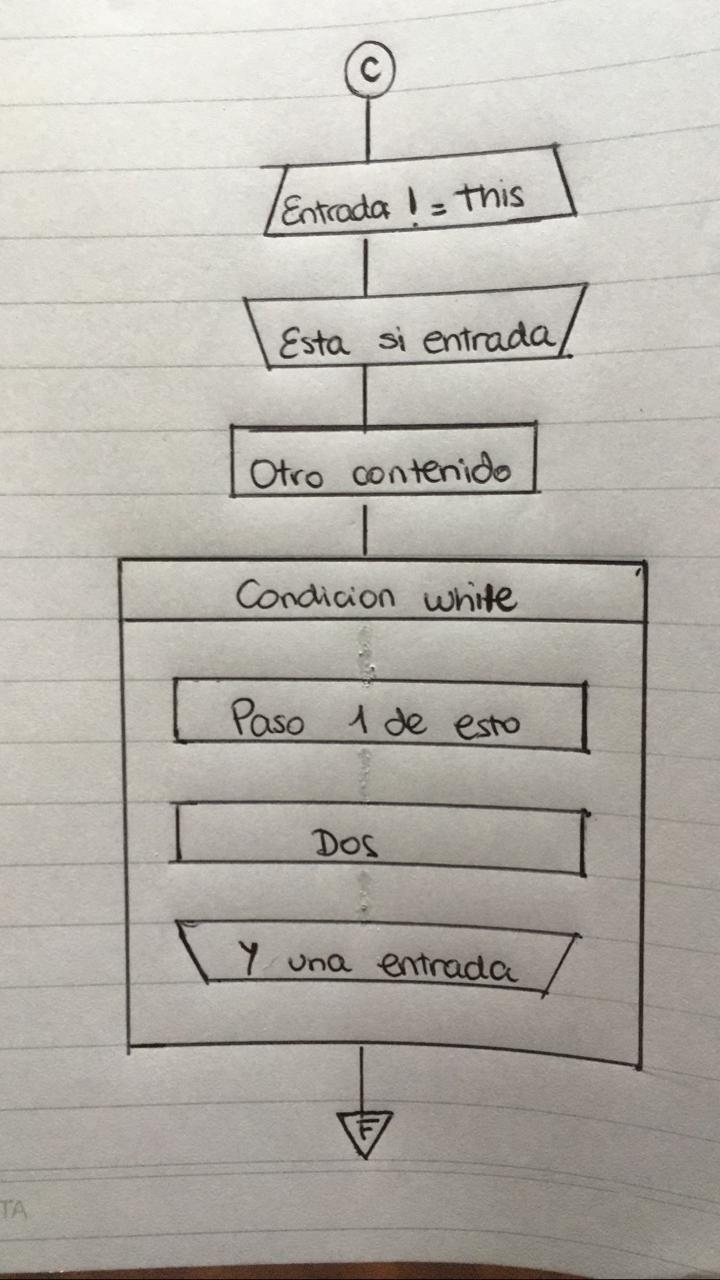 C
Entrada != this
Esta si entrada
Otro contenido
Condicion white
Paso 1 de esto
Dos
Y una entrada
F
TA